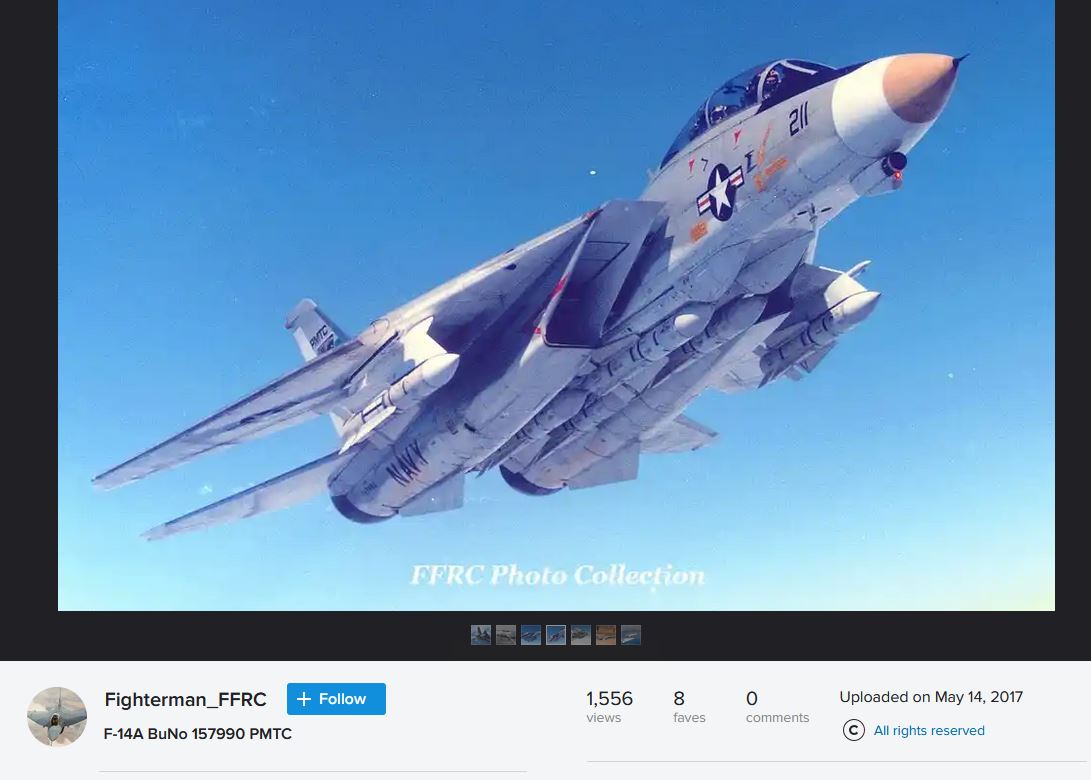 211
PMTC
NAVY
FFRC Photo Collection
Fighterman_FFRC
+ Follow
F-14A BuNo 157990 PMTC
1,556
views
8
faves
0
comments
Uploaded on May 14, 2017
© All rights reserved